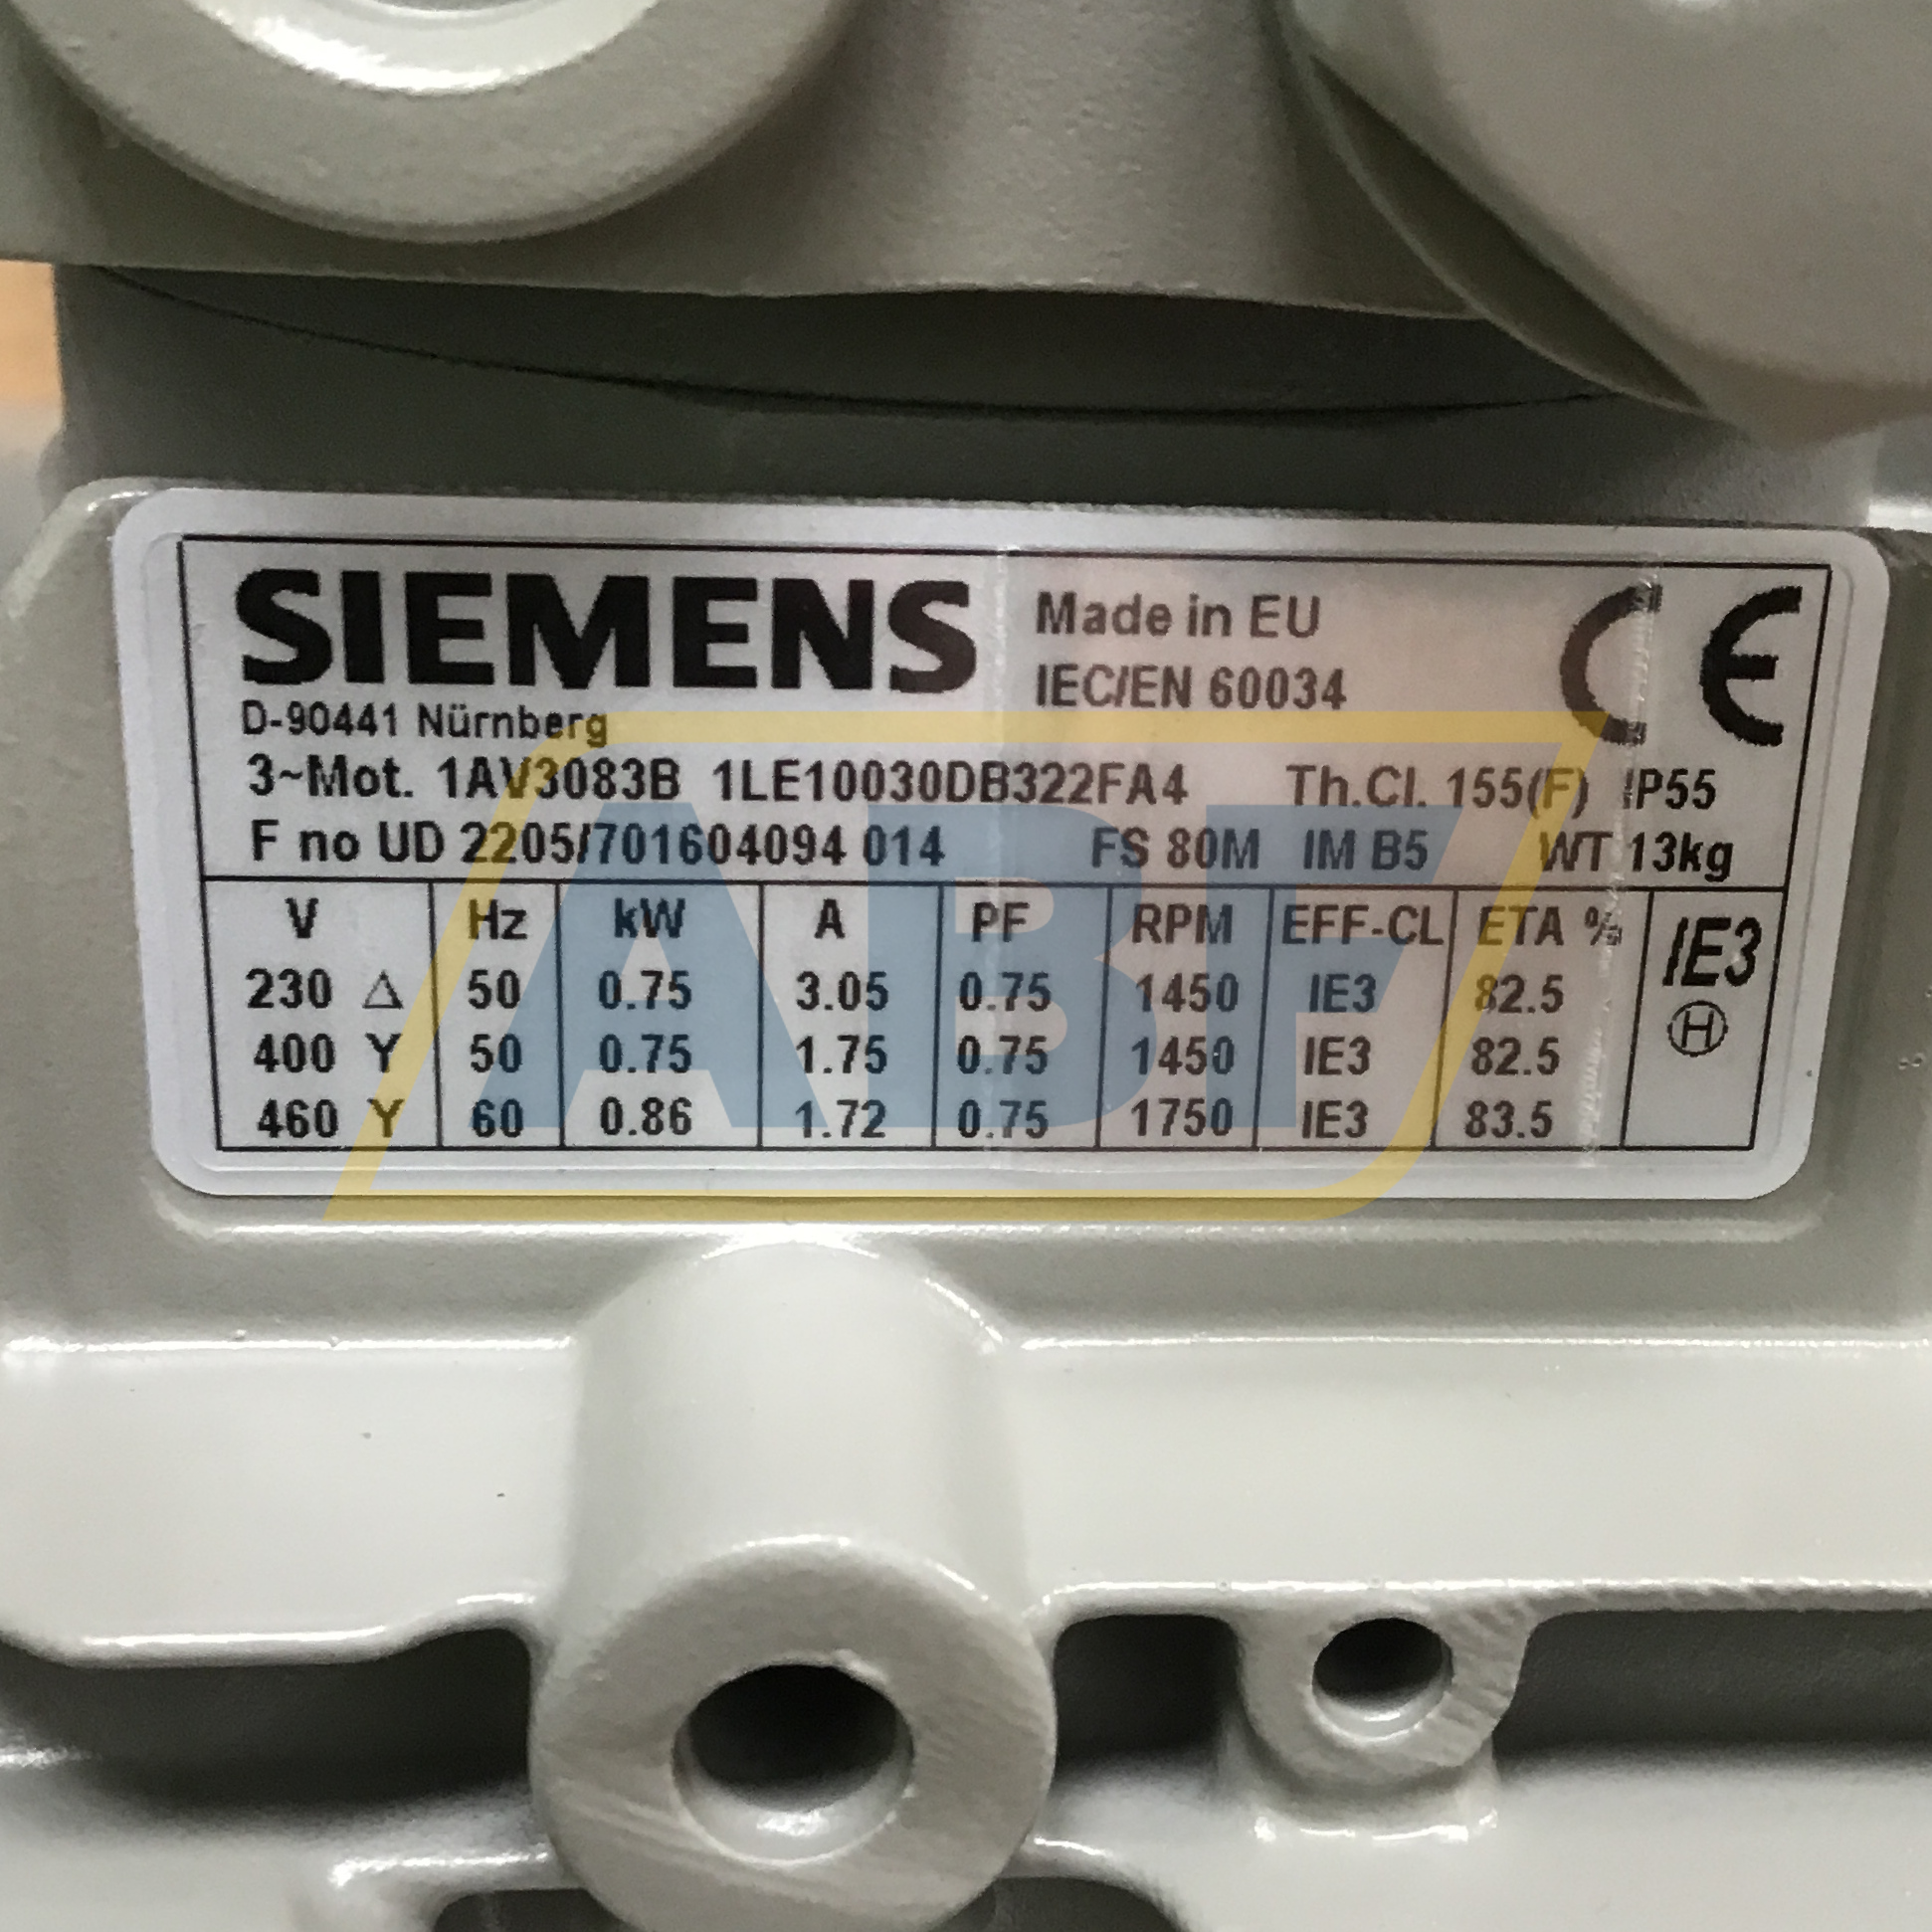 SIEMENS
Made in EU
CE
IEC/EN 60034
D-90441 Nürnberg
3~Mot. 1AV3083B 1LE10030DB322FA4 Th.Cl. 155(F) IP55
F no UD 2205/701604094 014 FS 80M IM B5 WT 13kg
V Hz kW A PF RPM EFF-CL ETA % IE3
230 Δ 50 0.75 3.05 0.75 1450 IE3 82.5 H
400 Y 50 0.75 1.75 0.75 1450 IE3 82.5
460 Y 60 0.86 1.72 0.75 1750 IE3 83.5
ABF